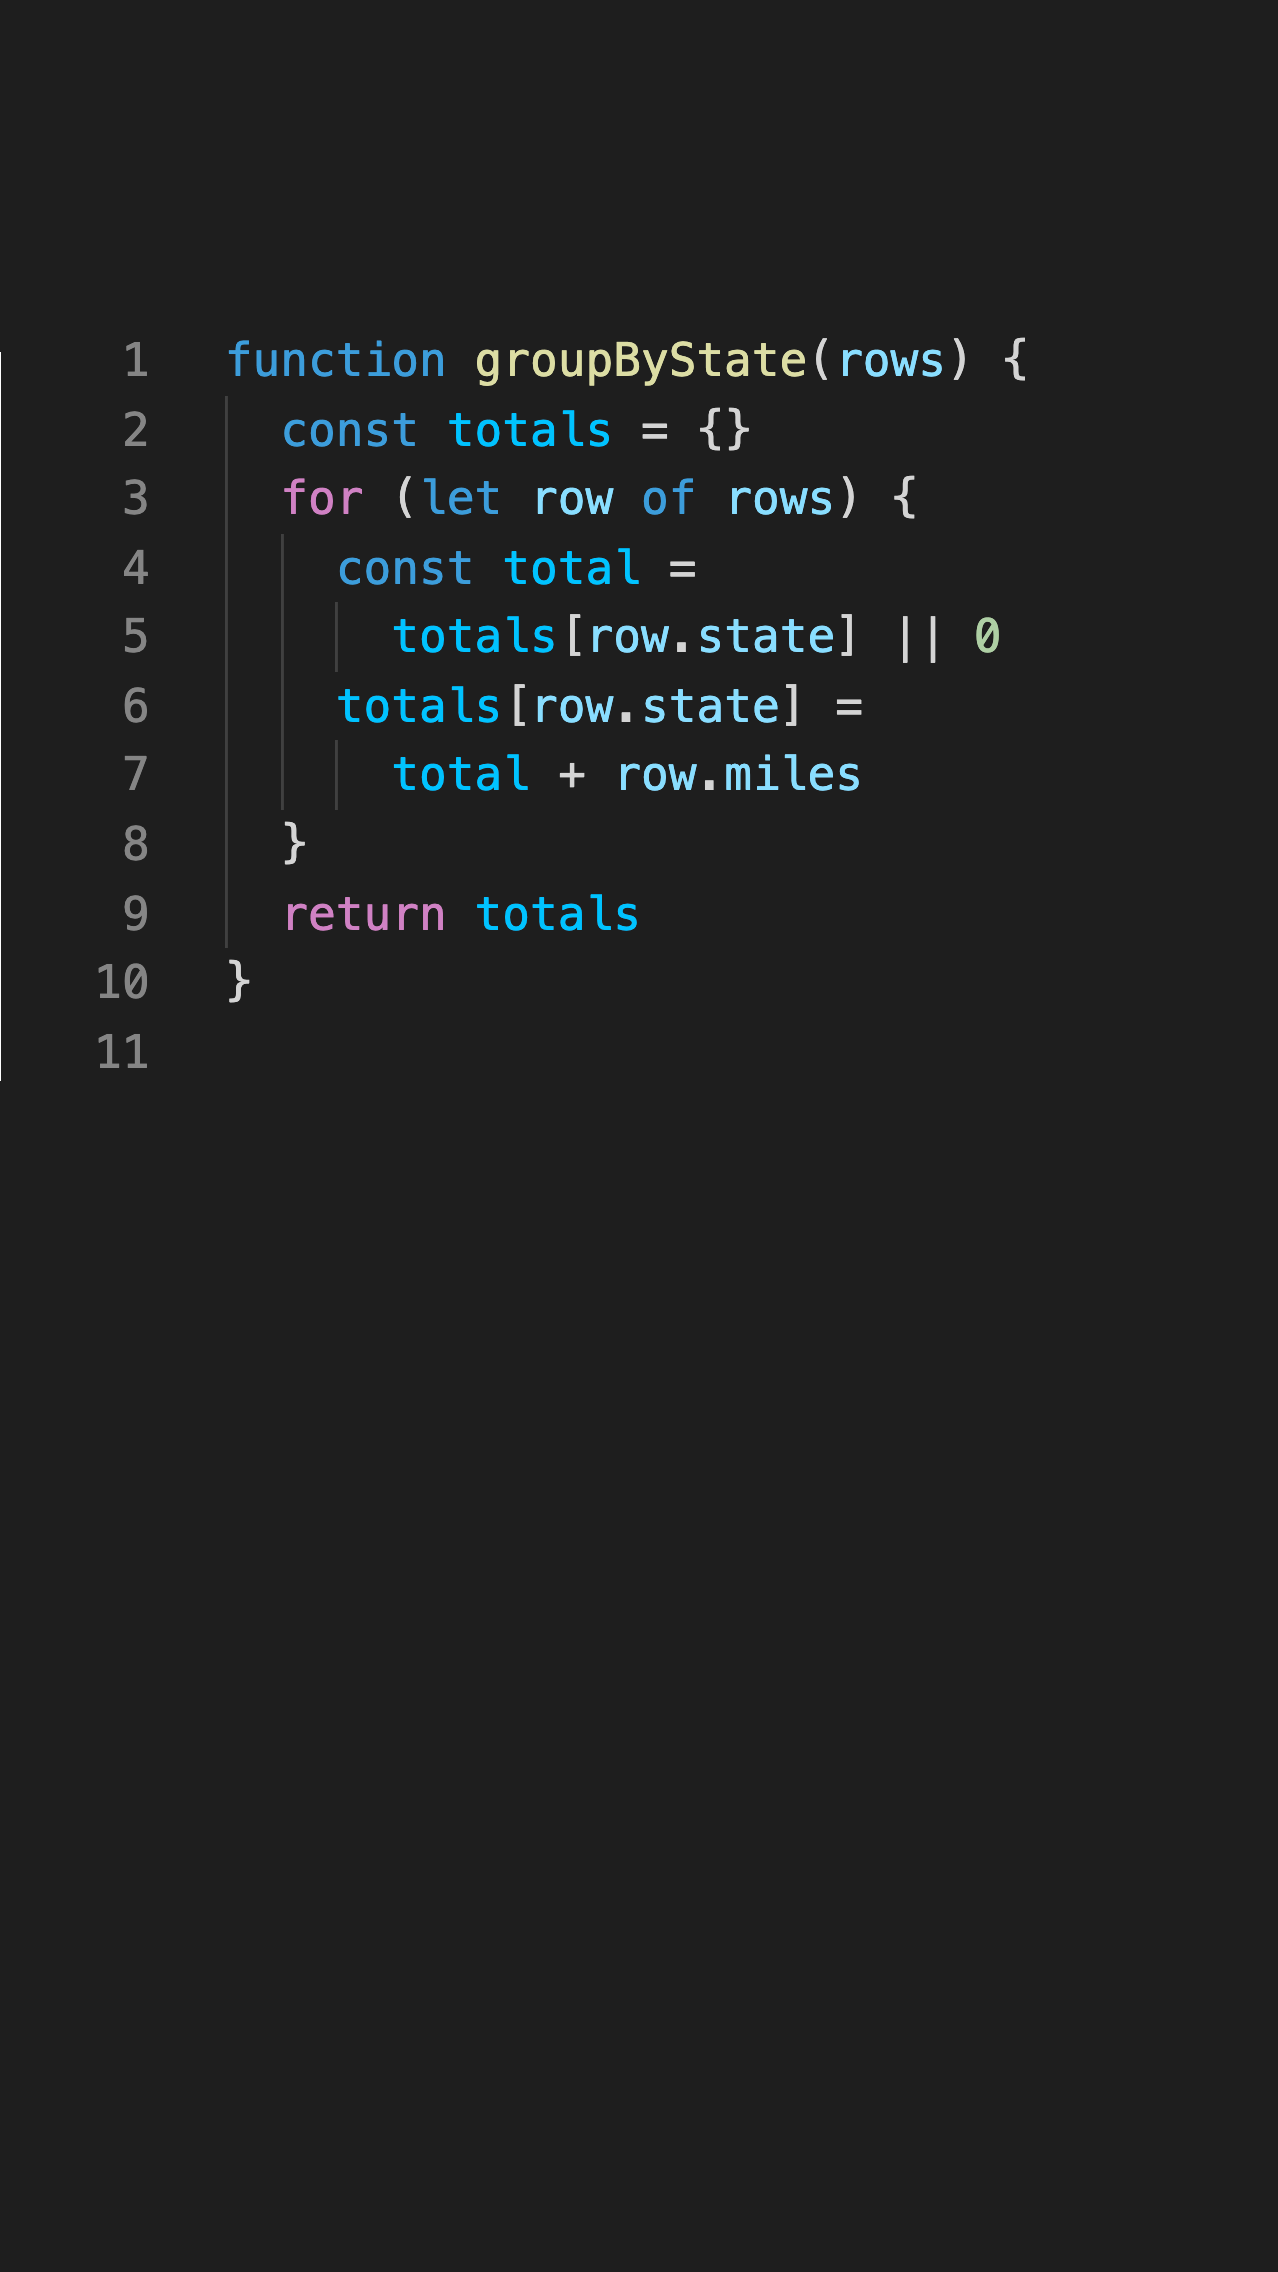 1 function groupByState(rows) {
2   const totals = {}
3   for (let row of rows) {
4     const total =
5       totals[row.state] || 0
6     totals[row.state] =
7       total + row.miles
8   }
9   return totals
10 }
11